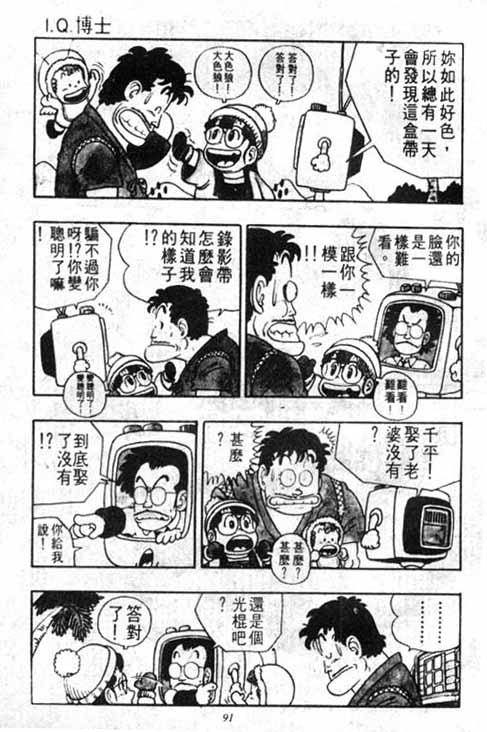 I.Q.博士
妳如此好色，
所以總有一天
會發現這盒帶
子的！
答對了！
答對了！
大色狼！
大色狼！
你的
臉還
是一
樣難
看。
難看！
難看！
跟你一
模一樣
！！
錄影帶
怎麼會
知道我
的樣子
！？
騙不過你
呀！？你變
聰明了嘛
！
變聰明了！
變聰明了！
千平！
娶了老
婆沒有
？
甚麼
？
甚麼？
甚麼？
到底娶
了沒有
！？
你給我
說！
⋯⋯⋯
⋯⋯⋯
還是個
光棍吧
？
答對
了！
91